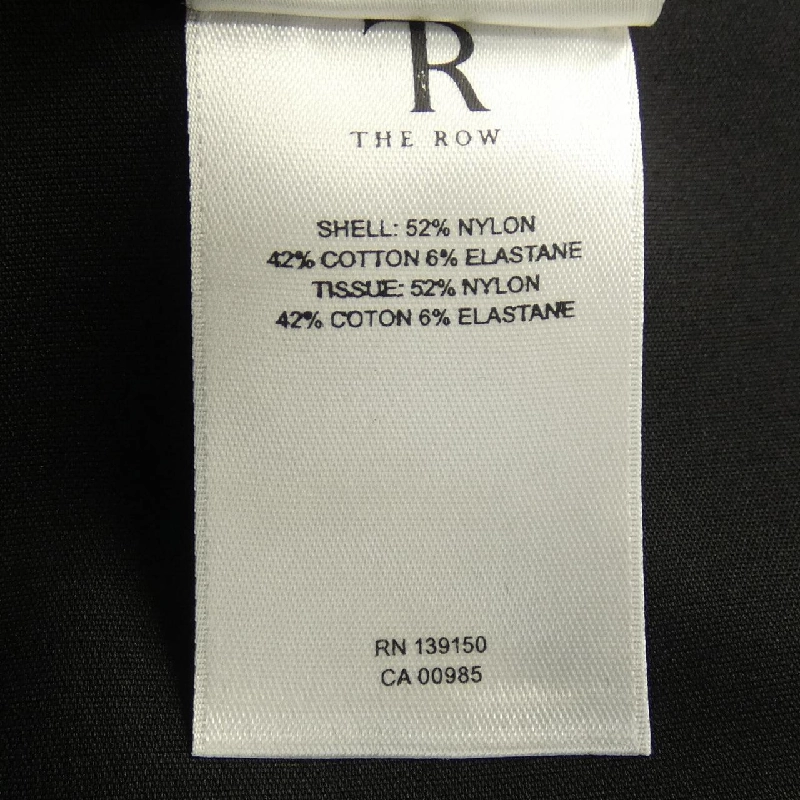 TR
THE ROW
SHELL: 52% NYLON
42% COTTON 6% ELASTANE
TISSUE: 52% NYLON
42% COTON 6% ELASTANE
RN 139150
CA 00985